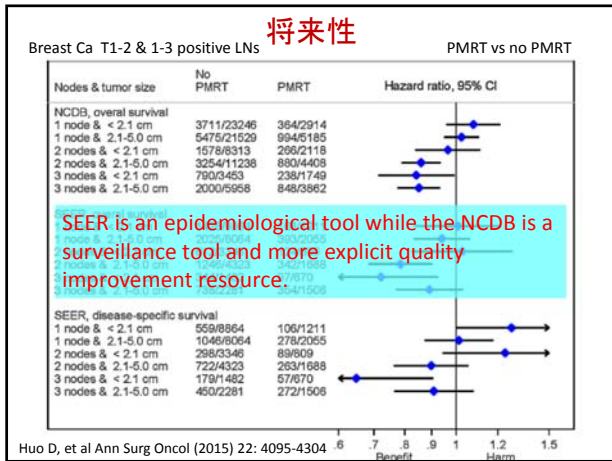 将来性
Breast Ca T1-2 & 1-3 positive LNs PMRT vs no PMRT
Nodes & tumor size No PMRT PMRT Hazard ratio, 95% CI
NCDB, overal survival
1 node & < 2.1 cm 3711/23246 364/2914
1 node & 2.1-5.0 cm 5475/21529 994/5185
2 nodes & < 2.1 cm 1578/8313 266/2118
2 nodes & 2.1-5.0 cm 3254/11238 880/4408
3 nodes & < 2.1 cm 790/3453 238/1749
3 nodes & 2.1-5.0 cm 2000/5958 848/3862
SEER is an epidemiological tool while the NCDB is a
surveillance tool and more explicit quality
improvement resource.
SEER, disease-specific survival
1 node & < 2.1 cm 559/8864 106/1211
1 node & 2.1-5.0 cm 1046/6064 278/2055
2 nodes & < 2.1 cm 298/3346 89/609
2 nodes & 2.1-5.0 cm 722/4323 263/1688
3 nodes & < 2.1 cm 179/1482 57/670
3 nodes & 2.1-5.0 cm 450/2281 272/1506
.6 .7 .8 .9 1 1.2 1.5
Benefit Harm
Huo D, et al Ann Surg Oncol (2015) 22: 4095-4304